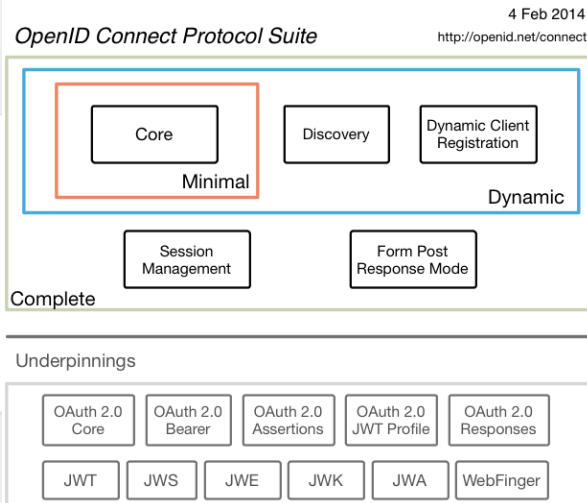 4 Feb 2014
OpenID Connect Protocol Suite
http://openid.net/connect
Core
Discovery
Dynamic Client
Registration
Minimal
Dynamic
Session
Management
Form Post
Response Mode
Complete
Underpinnings
OAuth 2.0
Core
OAuth 2.0
Bearer
OAuth 2.0
Assertions
OAuth 2.0
JWT Profile
OAuth 2.0
Responses
JWT
JWS
JWE
JWK
JWA
WebFinger